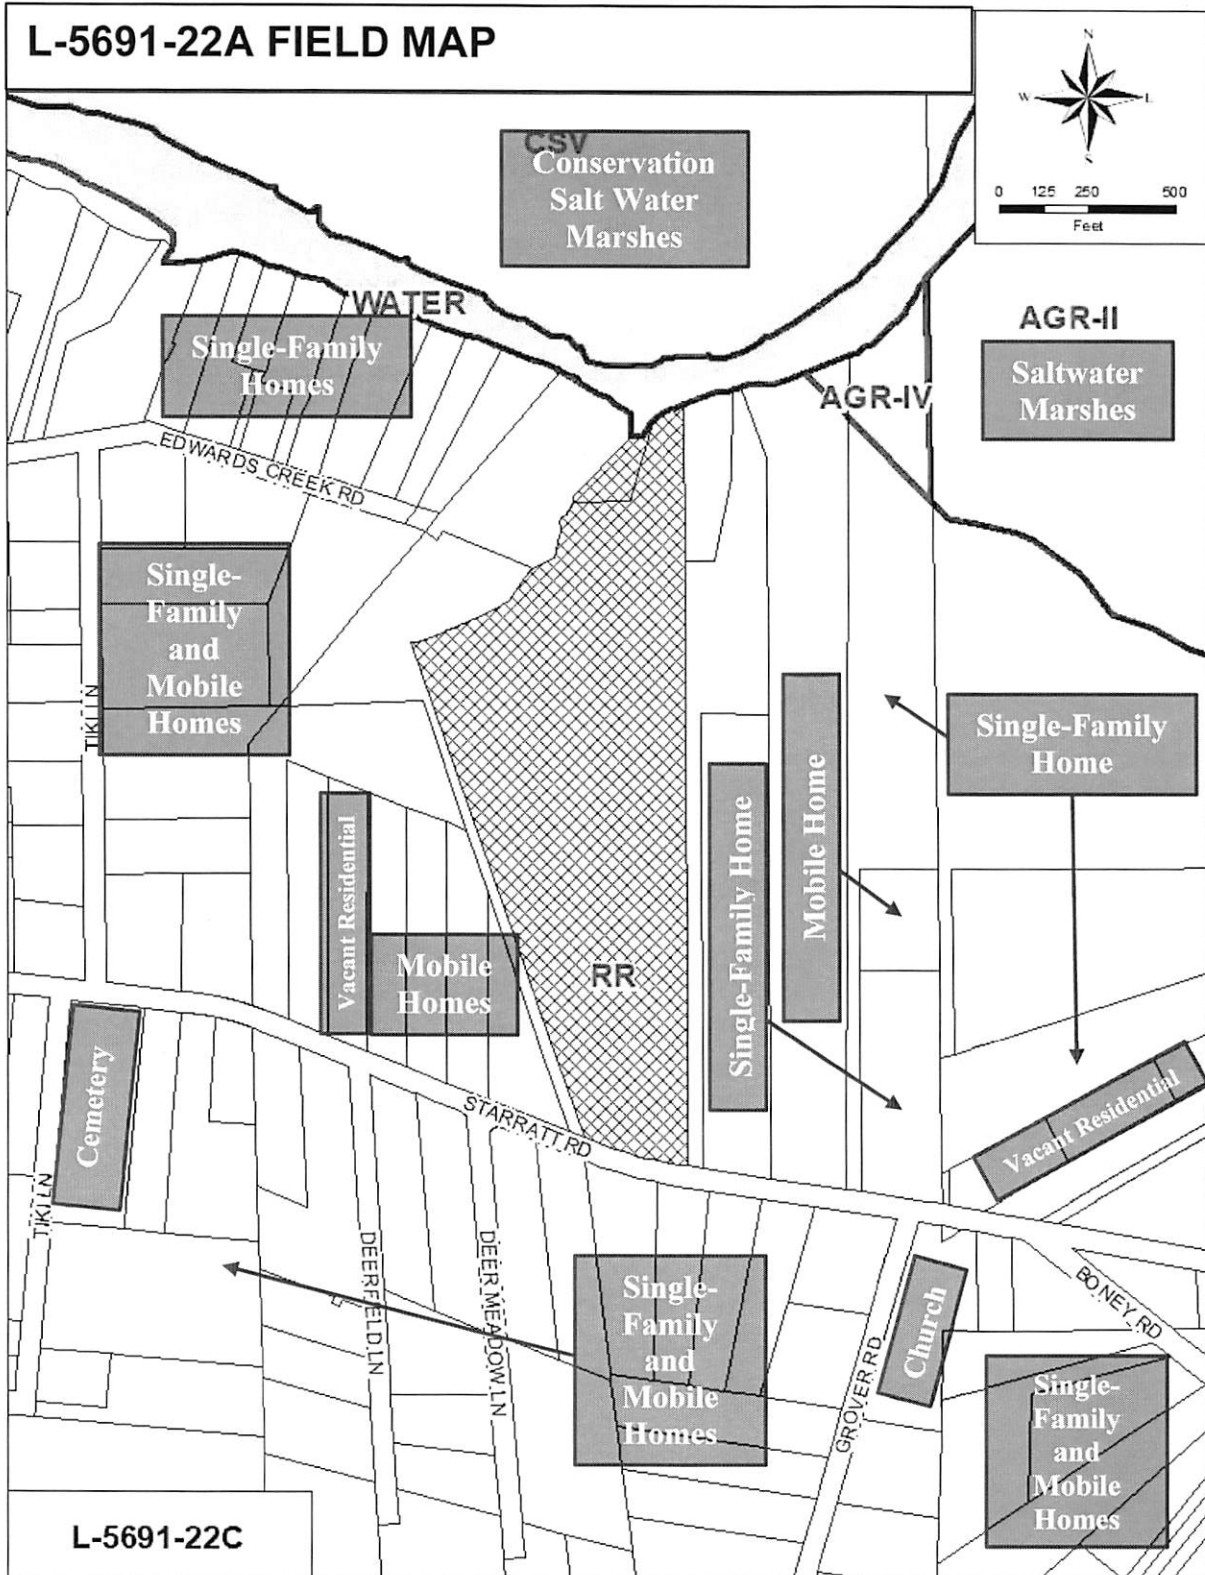 L-5691-22A FIELD MAP
N
W
L
S
0 125 250 500
Feet
CSV
Conservation
Salt Water
Marshes
WATER
Single-Family
Homes
AGR-II
Saltwater
Marshes
AGR-IV
EDWARDS CREEK RD
Single-
Family
and
Mobile
Homes
TIKI LN
Single-Family
Home
Mobile Home
Single-Family Home
Vacant Residential
Mobile
Homes
RR
Cemetery
STARRATT RD
Vacant Residential
TIKI LN
DEERFIELD LN
DEER MEADOW LN
Single-
Family
and
Mobile
Homes
GROVER RD
Church
BONEY RD
Single-
Family
and
Mobile
Homes
L-5691-22C